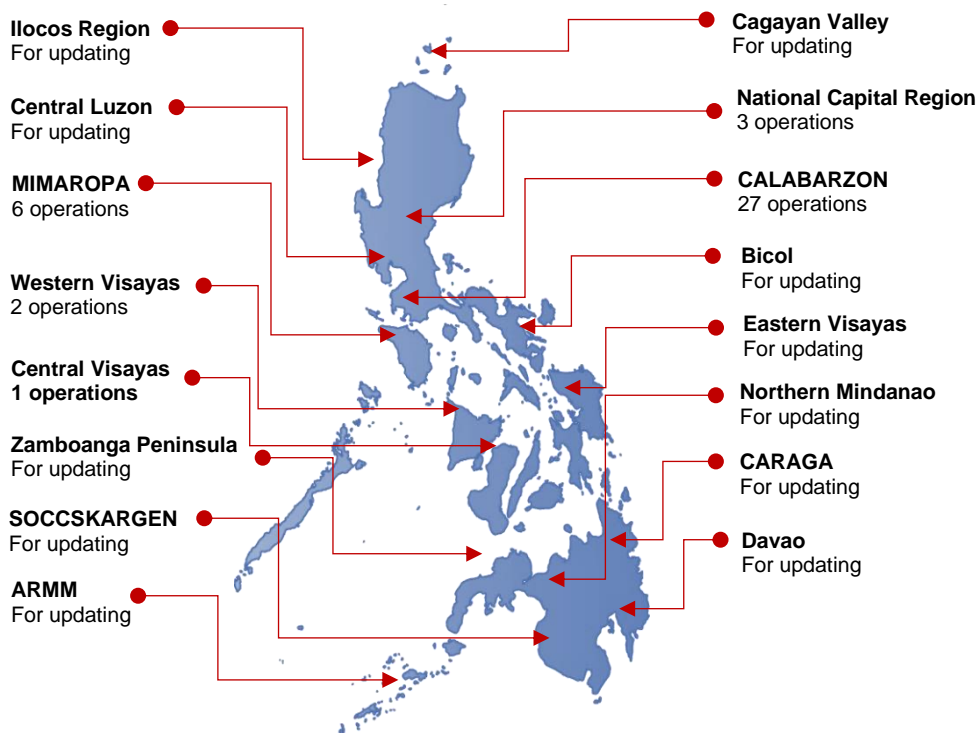 Ilocos Region
For updating
Central Luzon
For updating
MIMAROPA
6 operations
Western Visayas
2 operations
Central Visayas
1 operations
Zamboanga Peninsula
For updating
SOCCSKARGEN
For updating
ARMM
For updating
Cagayan Valley
For updating
National Capital Region
3 operations
CALABARZON
27 operations
Bicol
For updating
Eastern Visayas
For updating
Northern Mindanao
For updating
CARAGA
For updating
Davao
For updating